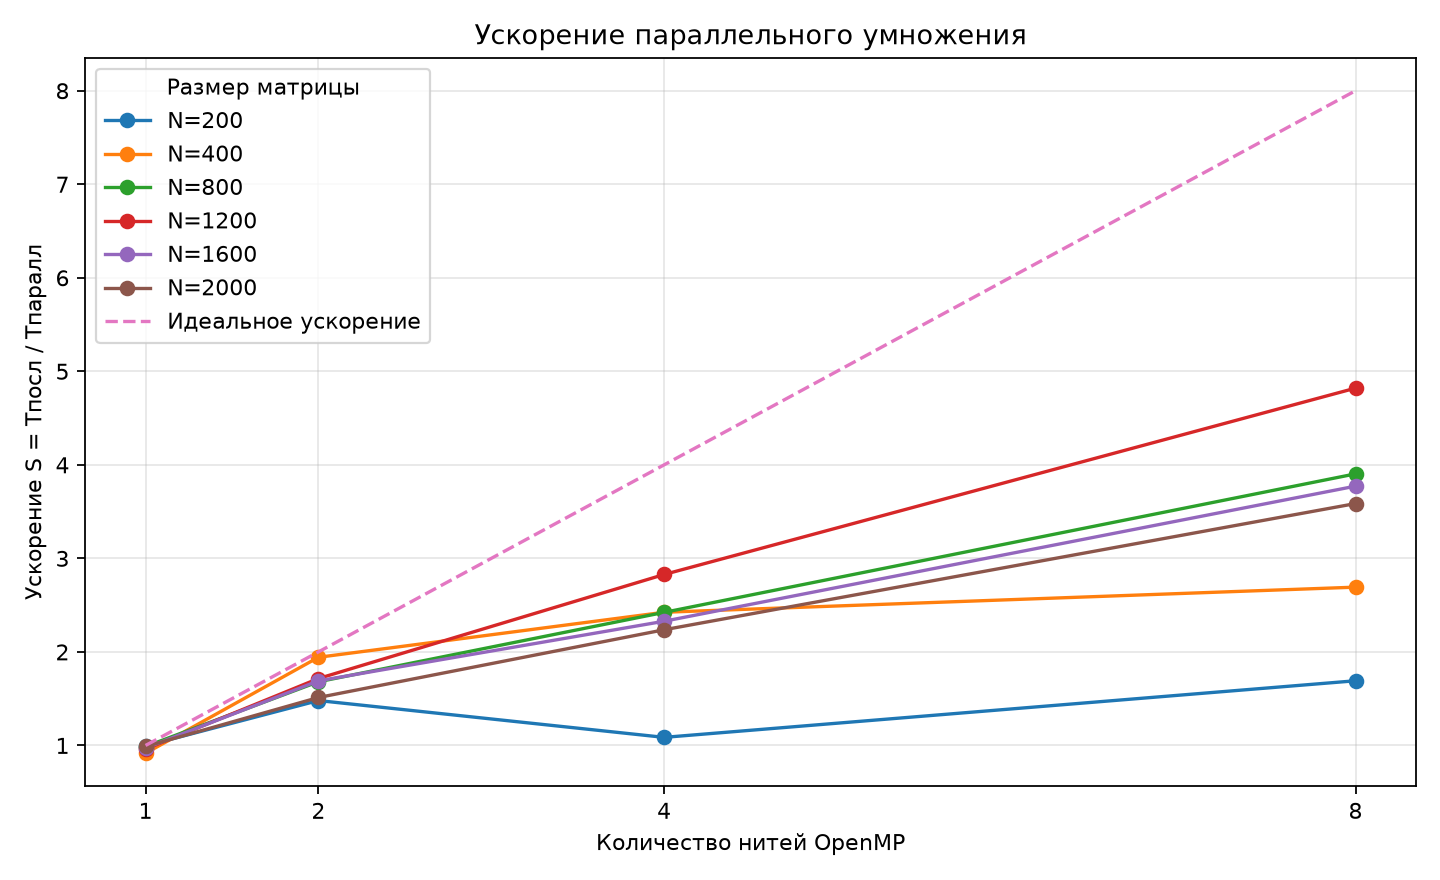 Ускорение параллельного умножения
Размер матрицы
N=200
N=400
N=800
N=1200
N=1600
N=2000
Идеальное ускорение
Ускорение S = Tпосл / Tпаралл
8
7
6
5
4
3
2
1
1 2 4 8
Количество нитей OpenMP